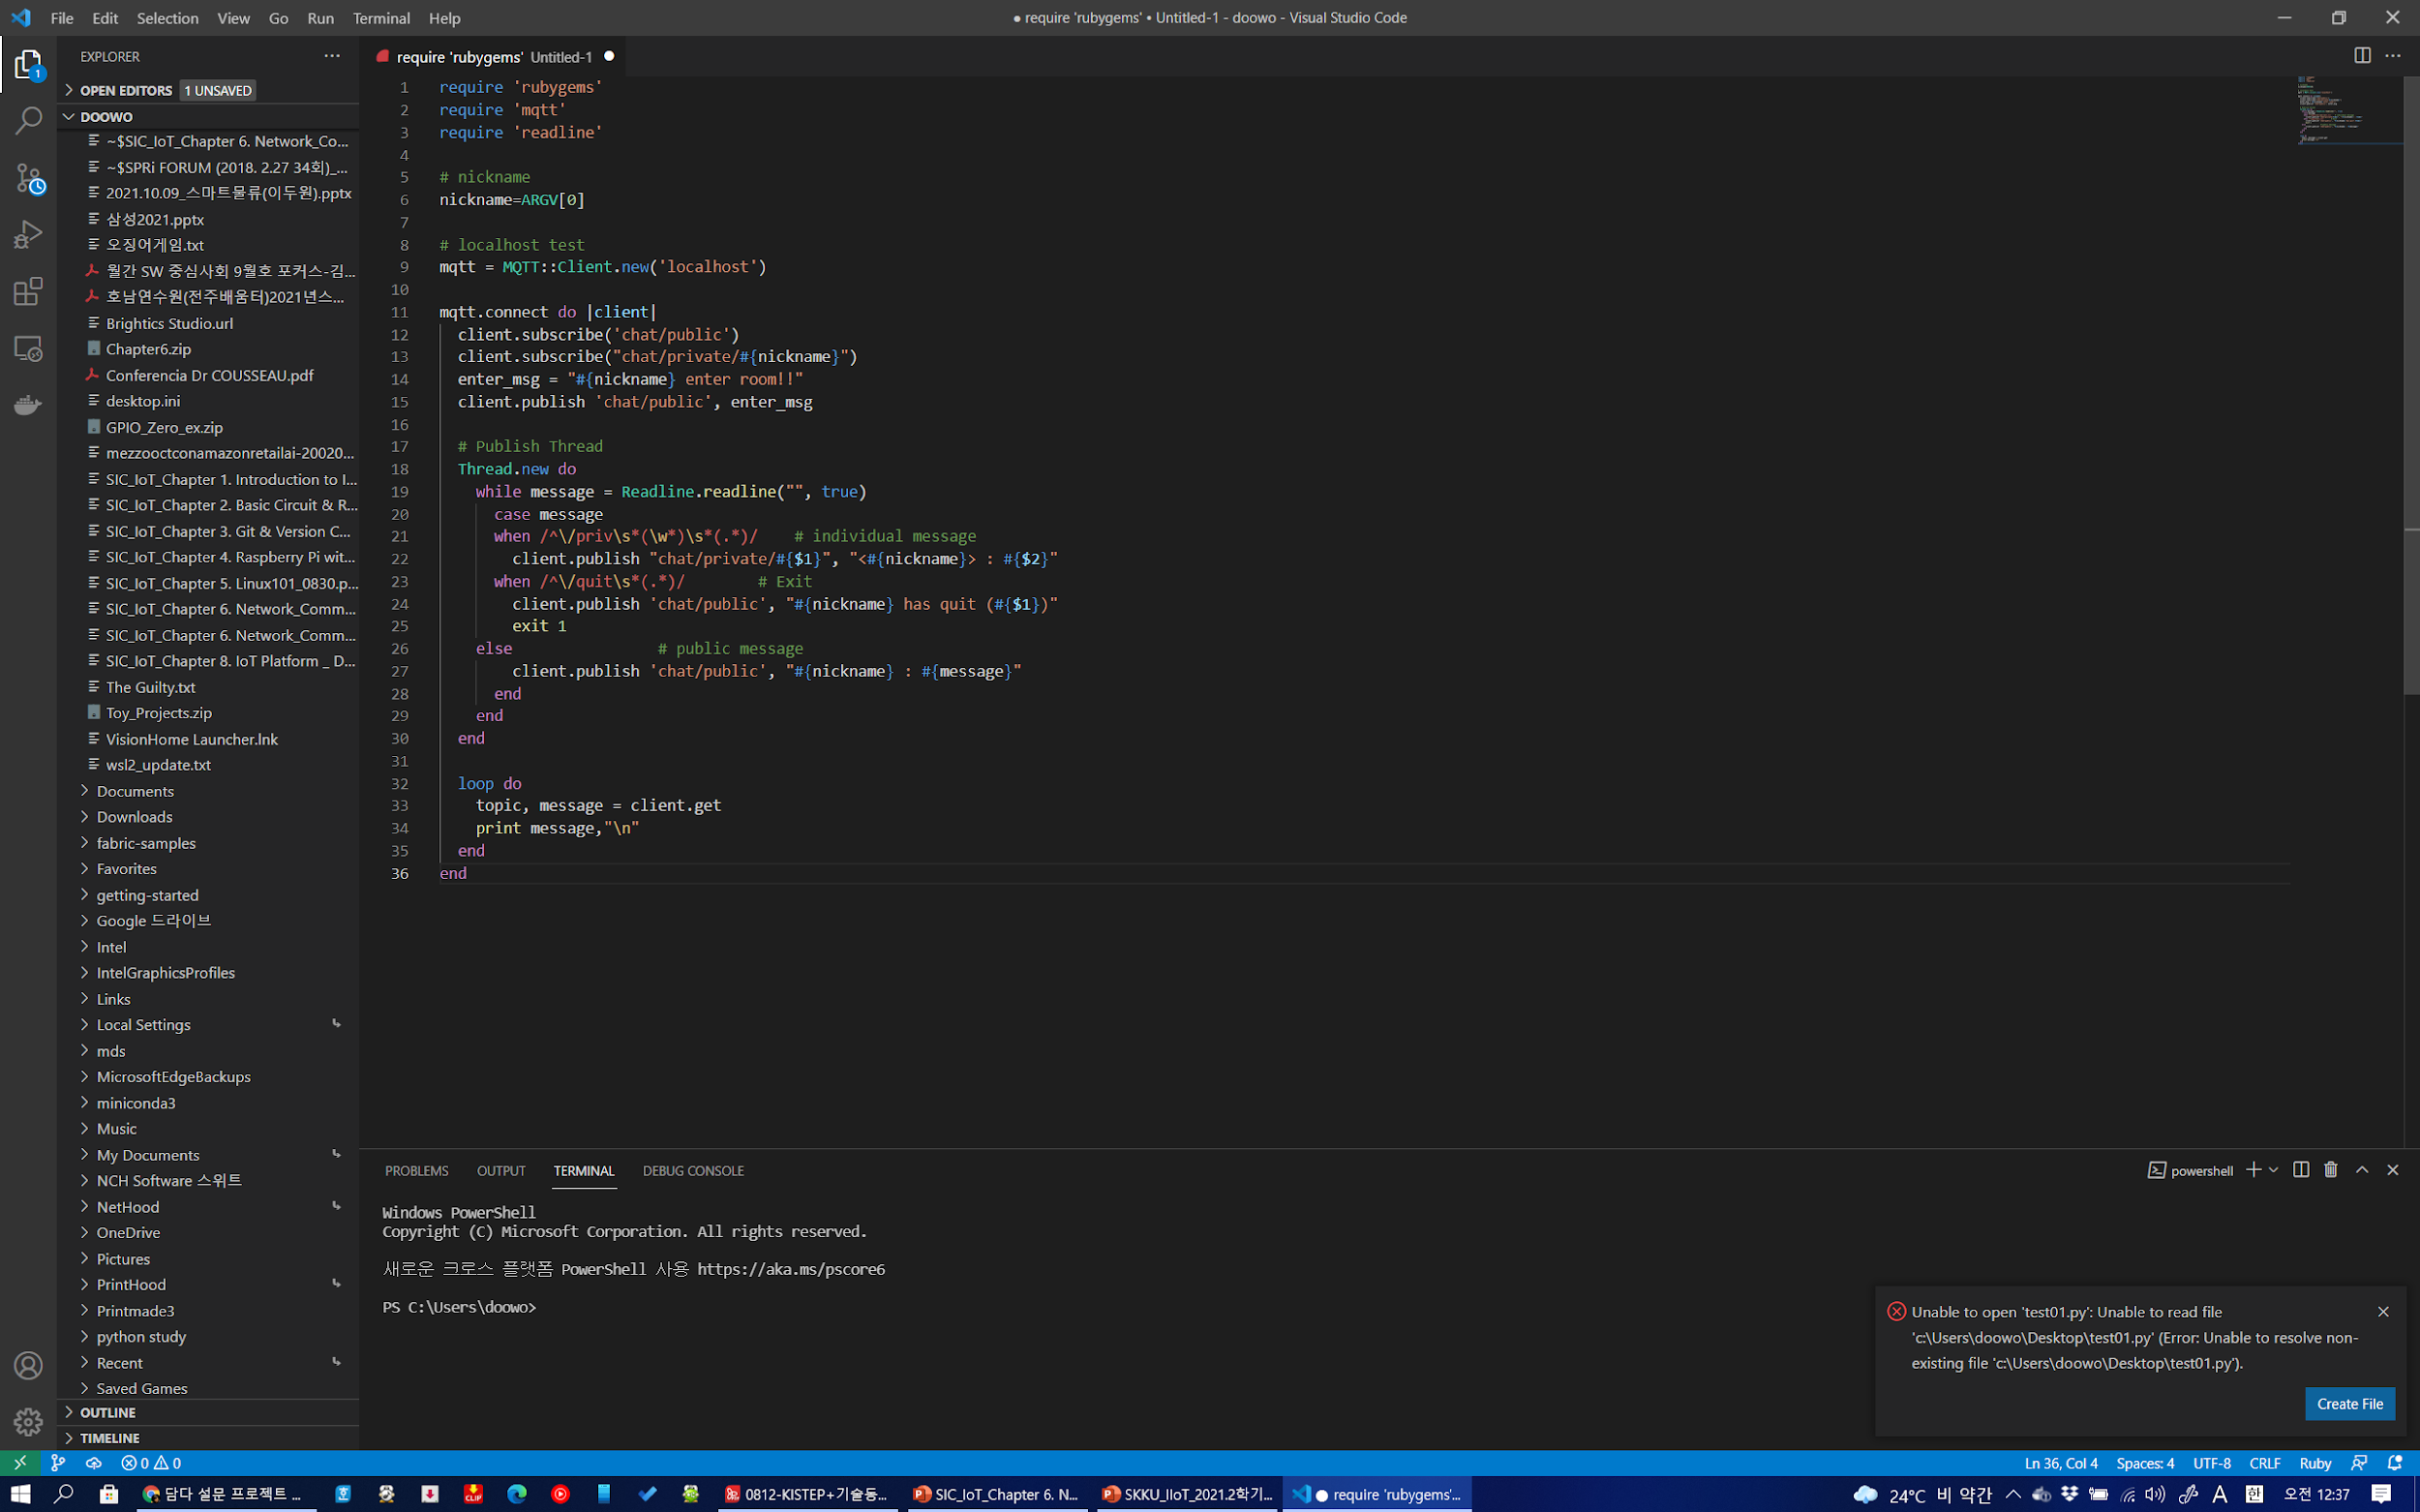 File Edit Selection View Go Run Terminal Help
● require 'rubygems' • Untitled-1 - doowo - Visual Studio Code
EXPLORER
OPEN EDITORS 1 UNSAVED
DOOWO
~$SIC_IoT_Chapter 6. Network_Co...
~$SPRi FORUM (2018. 2.27 34회)_...
2021.10.09_스마트물류(이두원).pptx
삼성2021.pptx
오징어게임.txt
월간 SW 중심사회 9월호 포커스-김...
호남연수원(전주배움터)2021년스...
Brightics Studio.url
Chapter6.zip
Conferencia Dr COUSSEAU.pdf
desktop.ini
GPIO_Zero_ex.zip
mezzooctconamazonretailai-20020...
SIC_IoT_Chapter 1. Introduction to I...
SIC_IoT_Chapter 2. Basic Circuit & R...
SIC_IoT_Chapter 3. Git & Version C...
SIC_IoT_Chapter 4. Raspberry Pi wit...
SIC_IoT_Chapter 5. Linux101_0830.p...
SIC_IoT_Chapter 6. Network_Comm...
SIC_IoT_Chapter 6. Network_Comm...
SIC_IoT_Chapter 8. IoT Platform _ D...
The Guilty.txt
Toy_Projects.zip
VisionHome Launcher.lnk
wsl2_update.txt
Documents
Downloads
fabric-samples
Favorites
getting-started
Google 드라이브
Intel
IntelGraphicsProfiles
Links
Local Settings
mds
MicrosoftEdgeBackups
miniconda3
Music
My Documents
NCH Software 스위트
NetHood
OneDrive
Pictures
PrintHood
Printmade3
python study
Recent
Saved Games
OUTLINE
TIMELINE
require 'rubygems' Untitled-1 ●
1 require 'rubygems'
2 require 'mqtt'
3 require 'readline'
4
5 # nickname
6 nickname=ARGV[0]
7
8 # localhost test
9 mqtt = MQTT::Client.new('localhost')
10
11 mqtt.connect do |client|
12 client.subscribe('chat/public')
13 client.subscribe("chat/private/#{nickname}")
14 enter_msg = "#{nickname} enter room!!"
15 client.publish 'chat/public', enter_msg
16
17 # Publish Thread
18 Thread.new do
19 while message = Readline.readline("", true)
20 case message
21 when /^\/priv\s*(\w*)\s*(.*)/ # individual message
22 client.publish "chat/private/#{$1}", "<#{nickname}> : #{$2}"
23 when /^\/quit\s*(.*)/ # Exit
24 client.publish 'chat/public', "#{nickname} has quit (#{$1})"
25 exit 1
26 else # public message
27 client.publish 'chat/public', "#{nickname} : #{message}"
28 end
29 end
30 end
31
32 loop do
33 topic, message = client.get
34 print message,"\n"
35 end
36 end
PROBLEMS OUTPUT TERMINAL DEBUG CONSOLE
powershell
Windows PowerShell
Copyright (C) Microsoft Corporation. All rights reserved.
새로운 크로스 플랫폼 PowerShell 사용 https://aka.ms/pscore6
PS C:\Users\doowo>
Unable to open 'test01.py': Unable to read file
'c:\Users\doowo\Desktop\test01.py' (Error: Unable to resolve non-
existing file 'c:\Users\doowo\Desktop\test01.py').
Create File
0 0
Ln 36, Col 4 Spaces: 4 UTF-8 CRLF Ruby
담다 설문 프로젝트 ...
0812-KISTEP+기술동...
SIC_IoT_Chapter 6. N...
SKKU_IIoT_2021.2학기...
● require 'rubygems'...
24°C 비 약간
A 한 오전 12:37